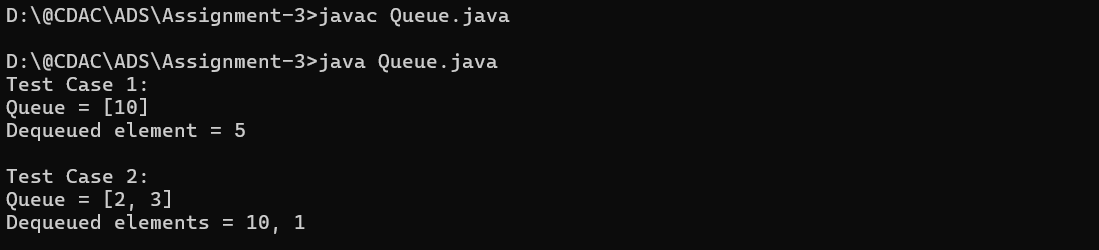 D:\@CDAC\ADS\Assignment-3>javac Queue.java
D:\@CDAC\ADS\Assignment-3>java Queue.java
Test Case 1:
Queue = [10]
Dequeued element = 5
Test Case 2:
Queue = [2, 3]
Dequeued elements = 10, 1